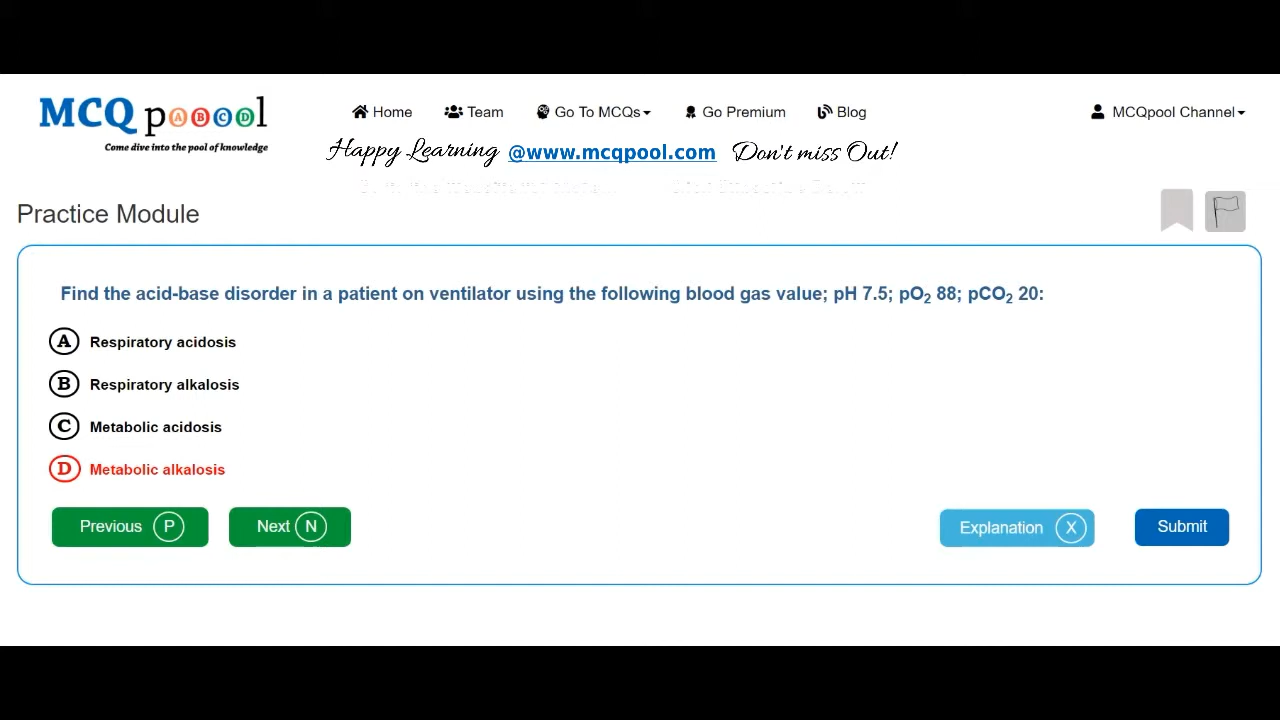 MCQ pool
A B C D
Come dive into the pool of knowledge
Home Team Go To MCQs Go Premium Blog MCQpool Channel
Happy Learning @www.mcqpool.com Don't miss Out!
Practice Module
Find the acid-base disorder in a patient on ventilator using the following blood gas value; pH 7.5; pO₂ 88; pCO₂ 20:
A Respiratory acidosis
B Respiratory alkalosis
C Metabolic acidosis
D Metabolic alkalosis
Previous P Next N Explanation X Submit